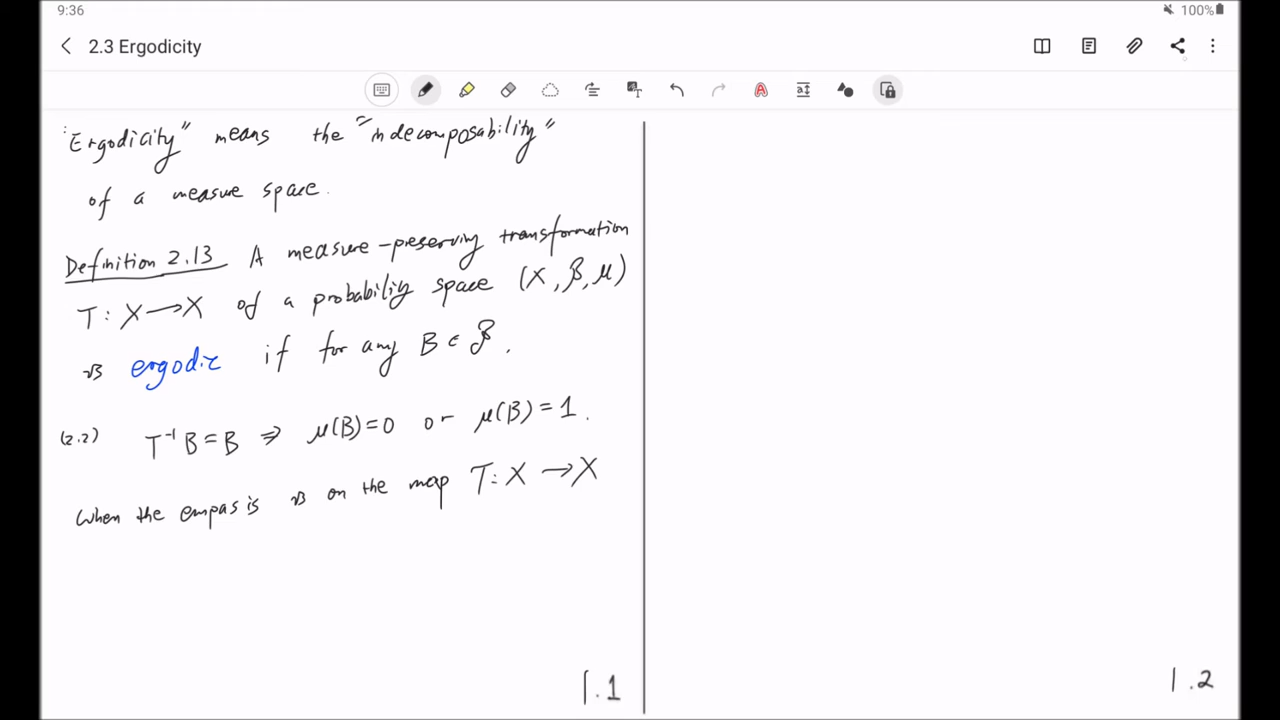 9:36
100%
2.3 Ergodicity
"Ergodicity" means the "indecomposability"
of a measure space.
Definition 2.13 A measure-preserving transformation
T: X → X of a probability space (X, ℬ, μ)
is ergodic if for any B ∈ ℬ,
(2.2) T⁻¹B = B ⇒ μ(B)=0 or μ(B)=1.
When the empasis is on the map T: X → X
1.1
1.2